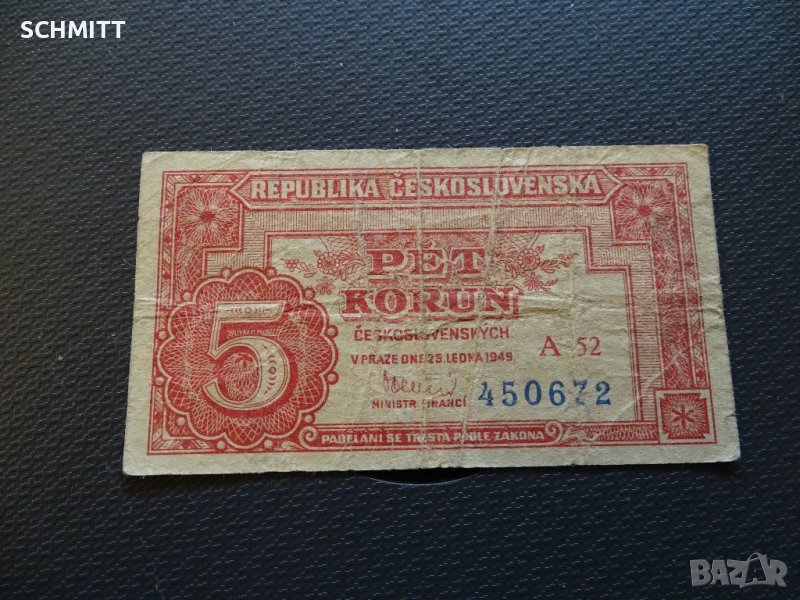 SCHMITT
REPUBLIKA ČESKOSLOVENSKÁ
PĚT
KORUN
ČESKOSLOVENSKÝCH
V PRAZE DNE 25. LEDNA 1949.
A 52
5
450672
MINISTR FINANCÍ
PADĚLÁNÍ SE TRESTÁ PODLE ZÁKONA
BAZAR